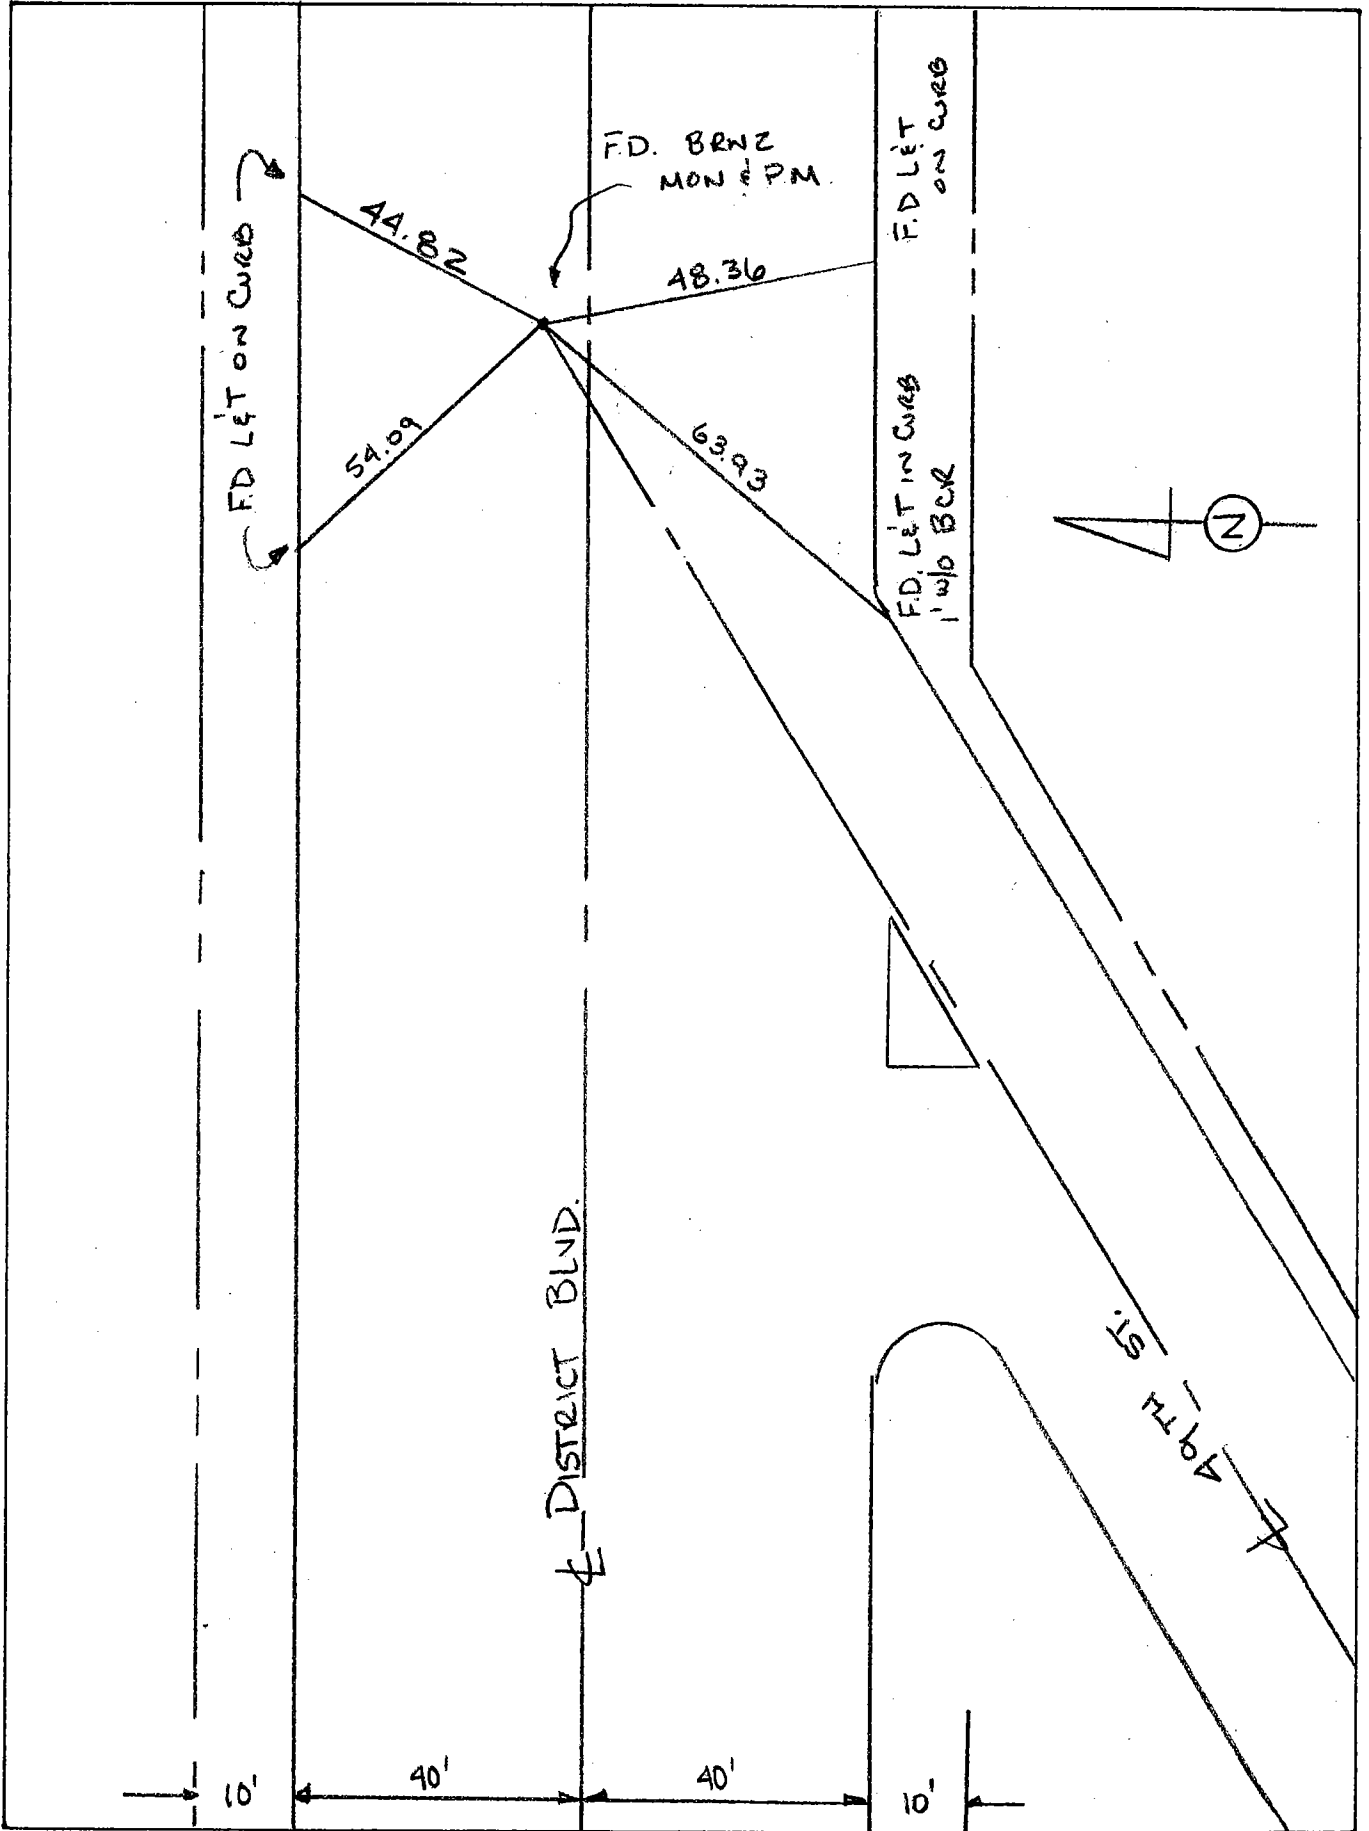 F.D. BRNZ
MON & P.M.
F.D L&T
ON CURB
44.82
48.36
F.D L&T ON CURB
54.09
63.93
F.D. L&T IN CURB
1' W/O BCR
N
DISTRICT BLVD.
℄
49TH ST.
℄
10'
40'
40'
10'